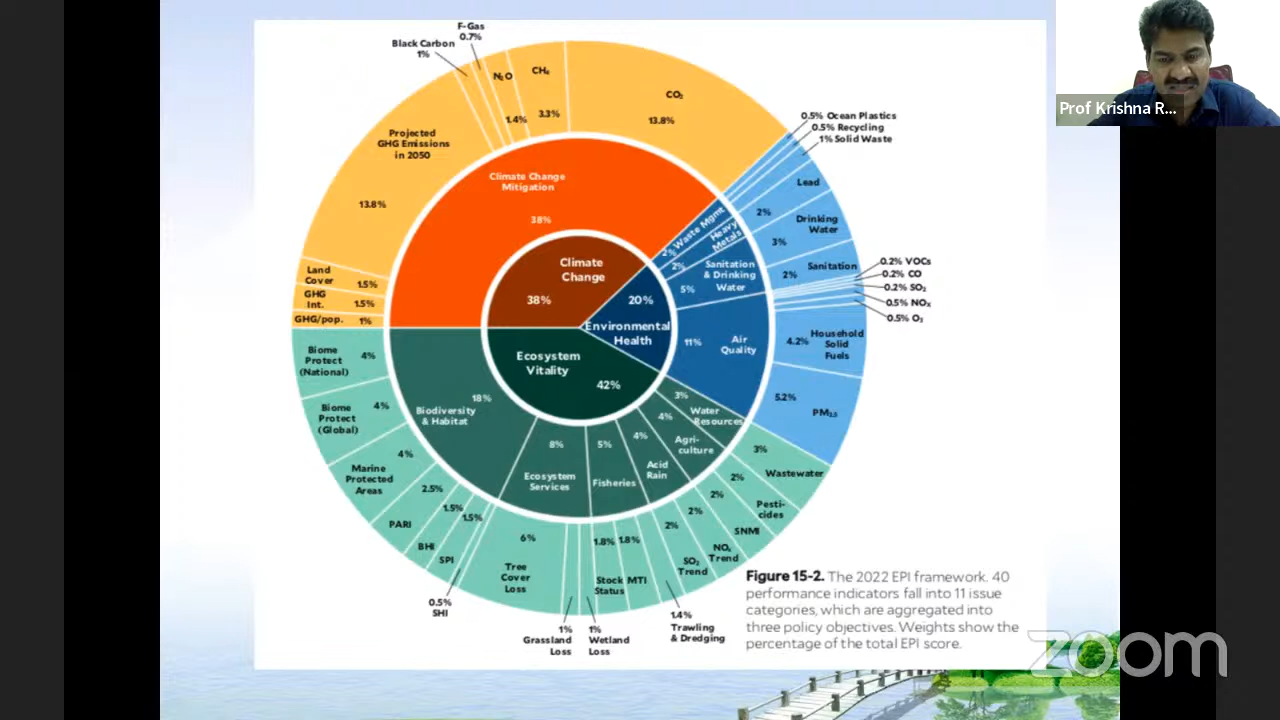 F-Gas
0.7%
Black Carbon
1%
N₂O
1.4%
CH₄
3.3%
CO₂
13.8%
Projected
GHG Emissions
in 2050
13.8%
Land
Cover
1.5%
GHG
Int.
1.5%
GHG/pop.
1%
Climate Change
Mitigation
38%
Climate
Change
38%
20%
Environmental
Health
Ecosystem
Vitality
42%
0.5% Ocean Plastics
0.5% Recycling
1% Solid Waste
Lead
2%
Drinking
Water
3%
Sanitation
2%
0.2% VOCs
0.2% CO
0.2% SO₂
0.5% NOx
0.5% O₃
4.2%
Household
Solid
Fuels
5.2%
PM₂.₅
Waste Mgmt
2%
Heavy
Metals
2%
Sanitation
& Drinking
Water
5%
11%
Air
Quality
3%
Water
Resources
4%
Agri-
culture
4%
Acid
Rain
5%
Fisheries
8%
Ecosystem
Services
18%
Biodiversity
& Habitat
Biome
Protect
(National)
4%
Biome
Protect
(Global)
4%
Marine
Protected
Areas
4%
PARI
2.5%
BHI
1.5%
SPI
1.5%
0.5%
SHI
6%
Tree
Cover
Loss
1%
Grassland
Loss
1%
Wetland
Loss
1.8%
Stock
Status
1.8%
MTI
1.4%
Trawling
& Dredging
2%
SO₂
Trend
2%
NOx
Trend
2%
SNMI
2%
Pesti-
cides
3%
Wastewater
Figure 15-2. The 2022 EPI framework. 40
performance indicators fall into 11 issue
categories, which are aggregated into
three policy objectives. Weights show the
percentage of the total EPI score.
Prof Krishna R...
zoom